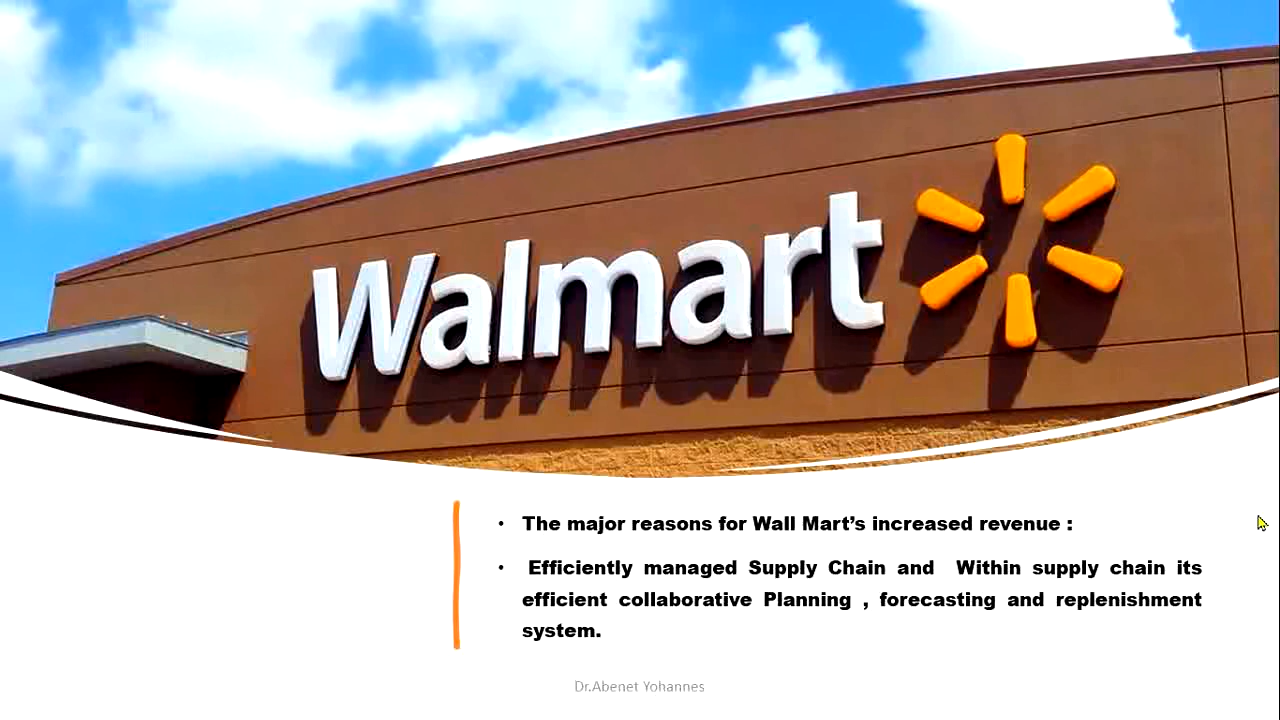 Walmart
• The major reasons for Wall Mart’s increased revenue :
• Efficiently managed Supply Chain and Within supply chain its
efficient collaborative Planning , forecasting and replenishment
system.
Dr.Abenet Yohannes